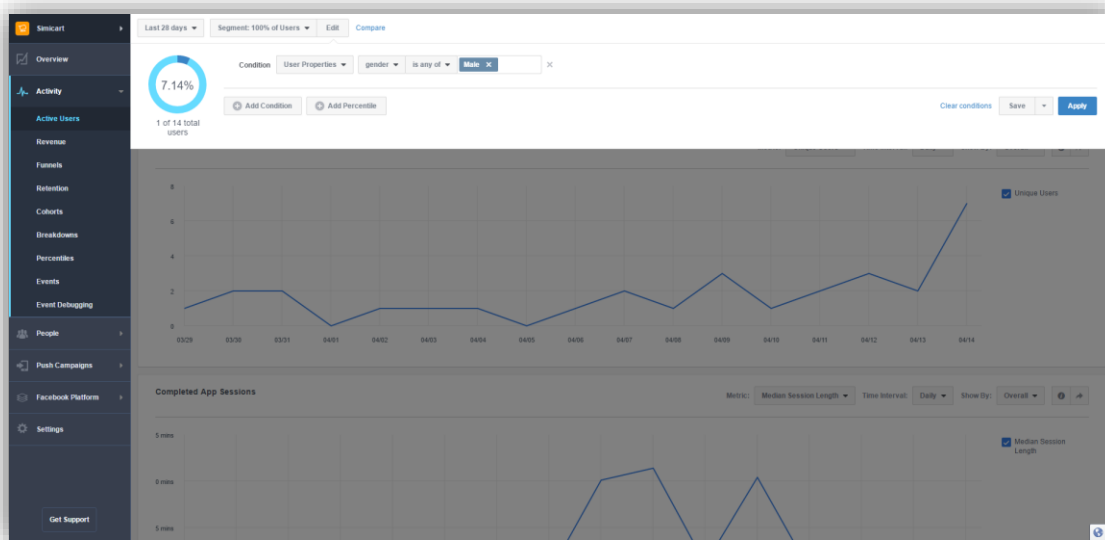 Simicart
Last 28 days
Segment: 100% of Users
Edit
Compare
Overview
Activity
Active Users
Revenue
Funnels
Retention
Cohorts
Breakdowns
Percentiles
Events
Event Debugging
People
Push Campaigns
Facebook Platform
Settings
Get Support
7.14%
1 of 14 total
users
Condition
User Properties
gender
is any of
Male
Add Condition
Add Percentile
Clear conditions
Save
Apply
8
6
4
2
0
03/29 03/30 03/31 04/01 04/02 04/03 04/04 04/05 04/06 04/07 04/08 04/09 04/10 04/11 04/12 04/13 04/14
Unique Users
Completed App Sessions
Metric: Median Session Length
Time Interval: Daily
Show By: Overall
5 mins
0 mins
5 mins
Median Session
Length